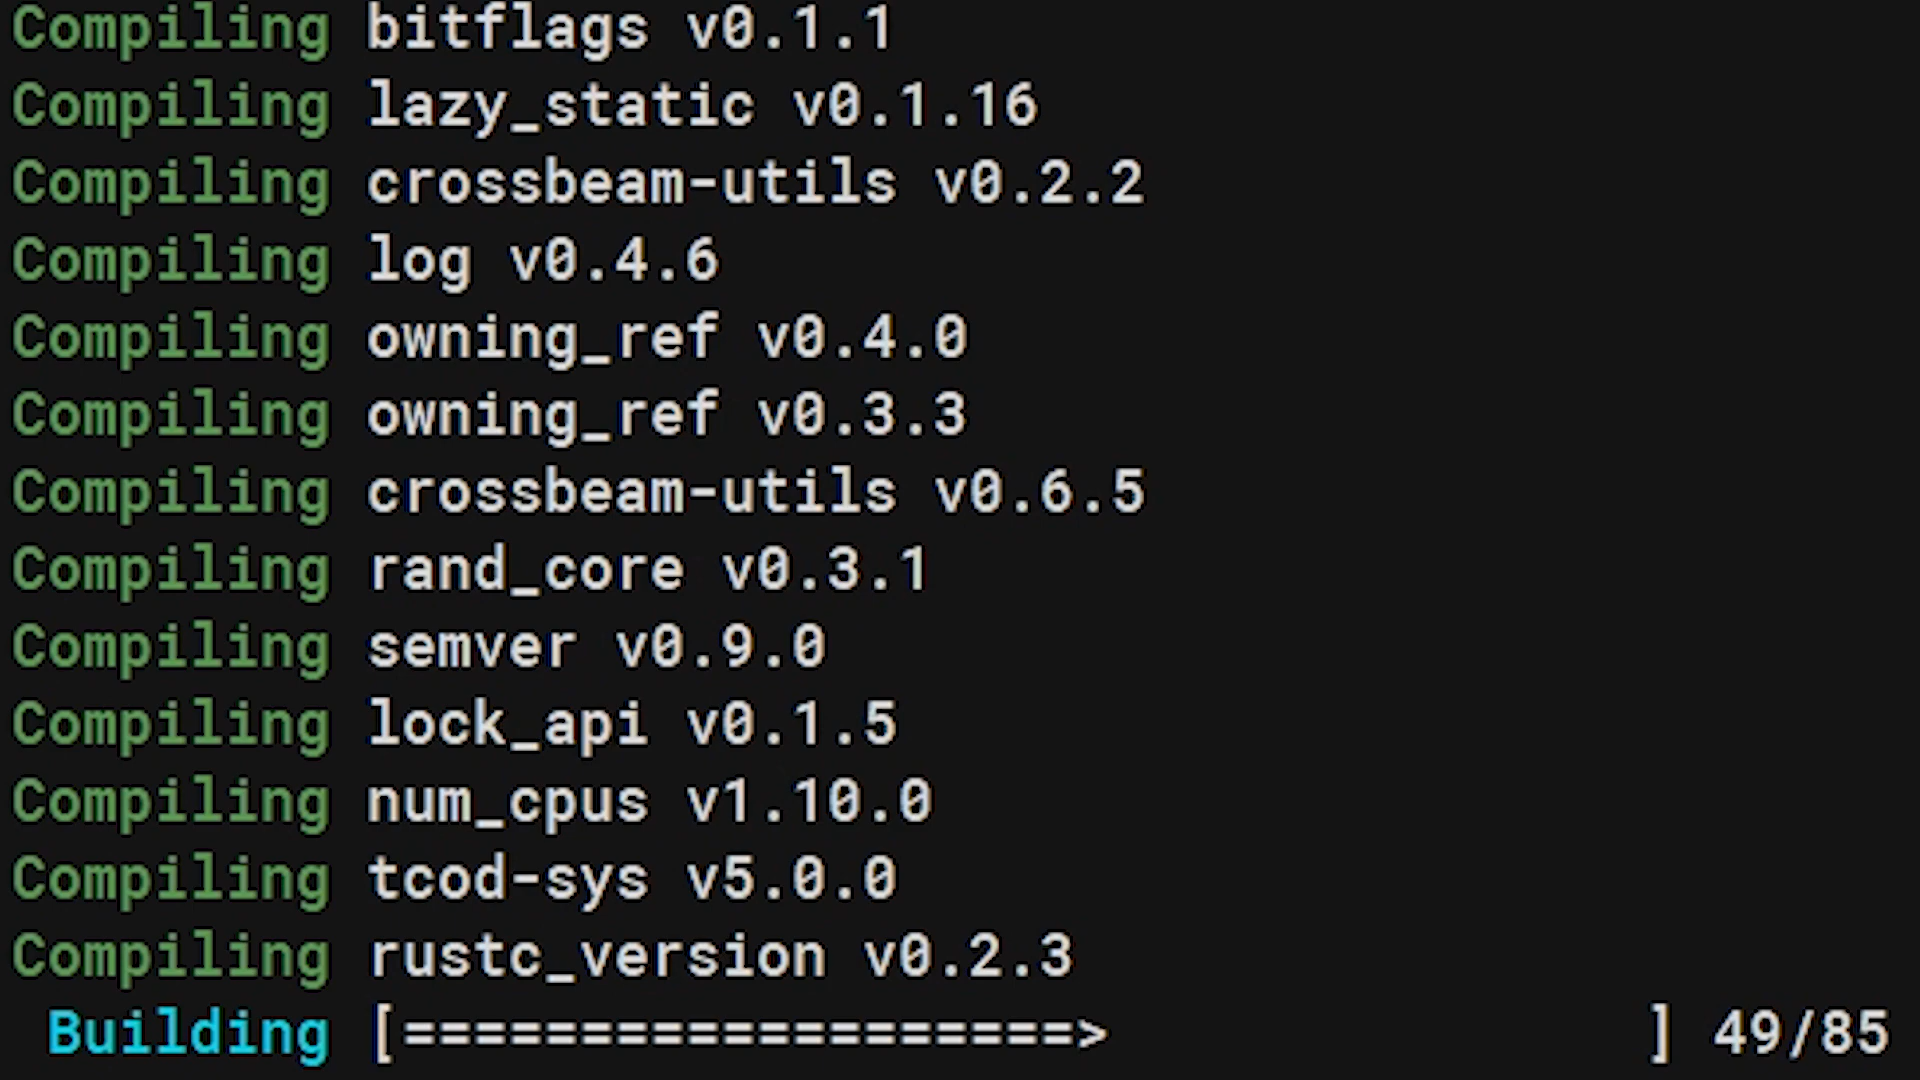 Compiling bitflags v0.1.1
Compiling lazy_static v0.1.16
Compiling crossbeam-utils v0.2.2
Compiling log v0.4.6
Compiling owning_ref v0.4.0
Compiling owning_ref v0.3.3
Compiling crossbeam-utils v0.6.5
Compiling rand_core v0.3.1
Compiling semver v0.9.0
Compiling lock_api v0.1.5
Compiling num_cpus v1.10.0
Compiling tcod-sys v5.0.0
Compiling rustc_version v0.2.3
Building [===================> ] 49/85